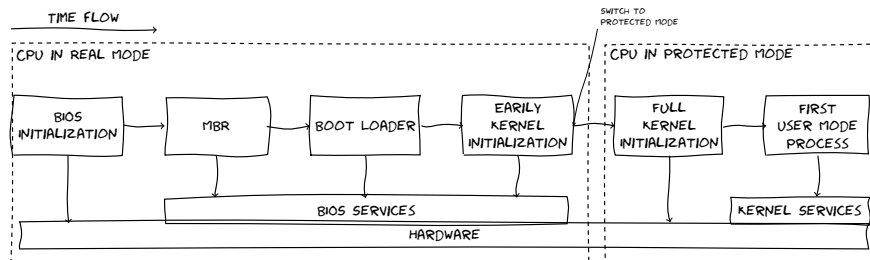 TIME FLOW
SWITCH TO
PROTECTED MODE
CPU IN REAL MODE
CPU IN PROTECTED MODE
BIOS
INITIALIZATION
MBR
BOOT LOADER
EARILY
KERNEL
INITIALIZATION
FULL
KERNEL
INITIALIZATION
FIRST
USER MODE
PROCESS
BIOS SERVICES
KERNEL SERVICES
HARDWARE